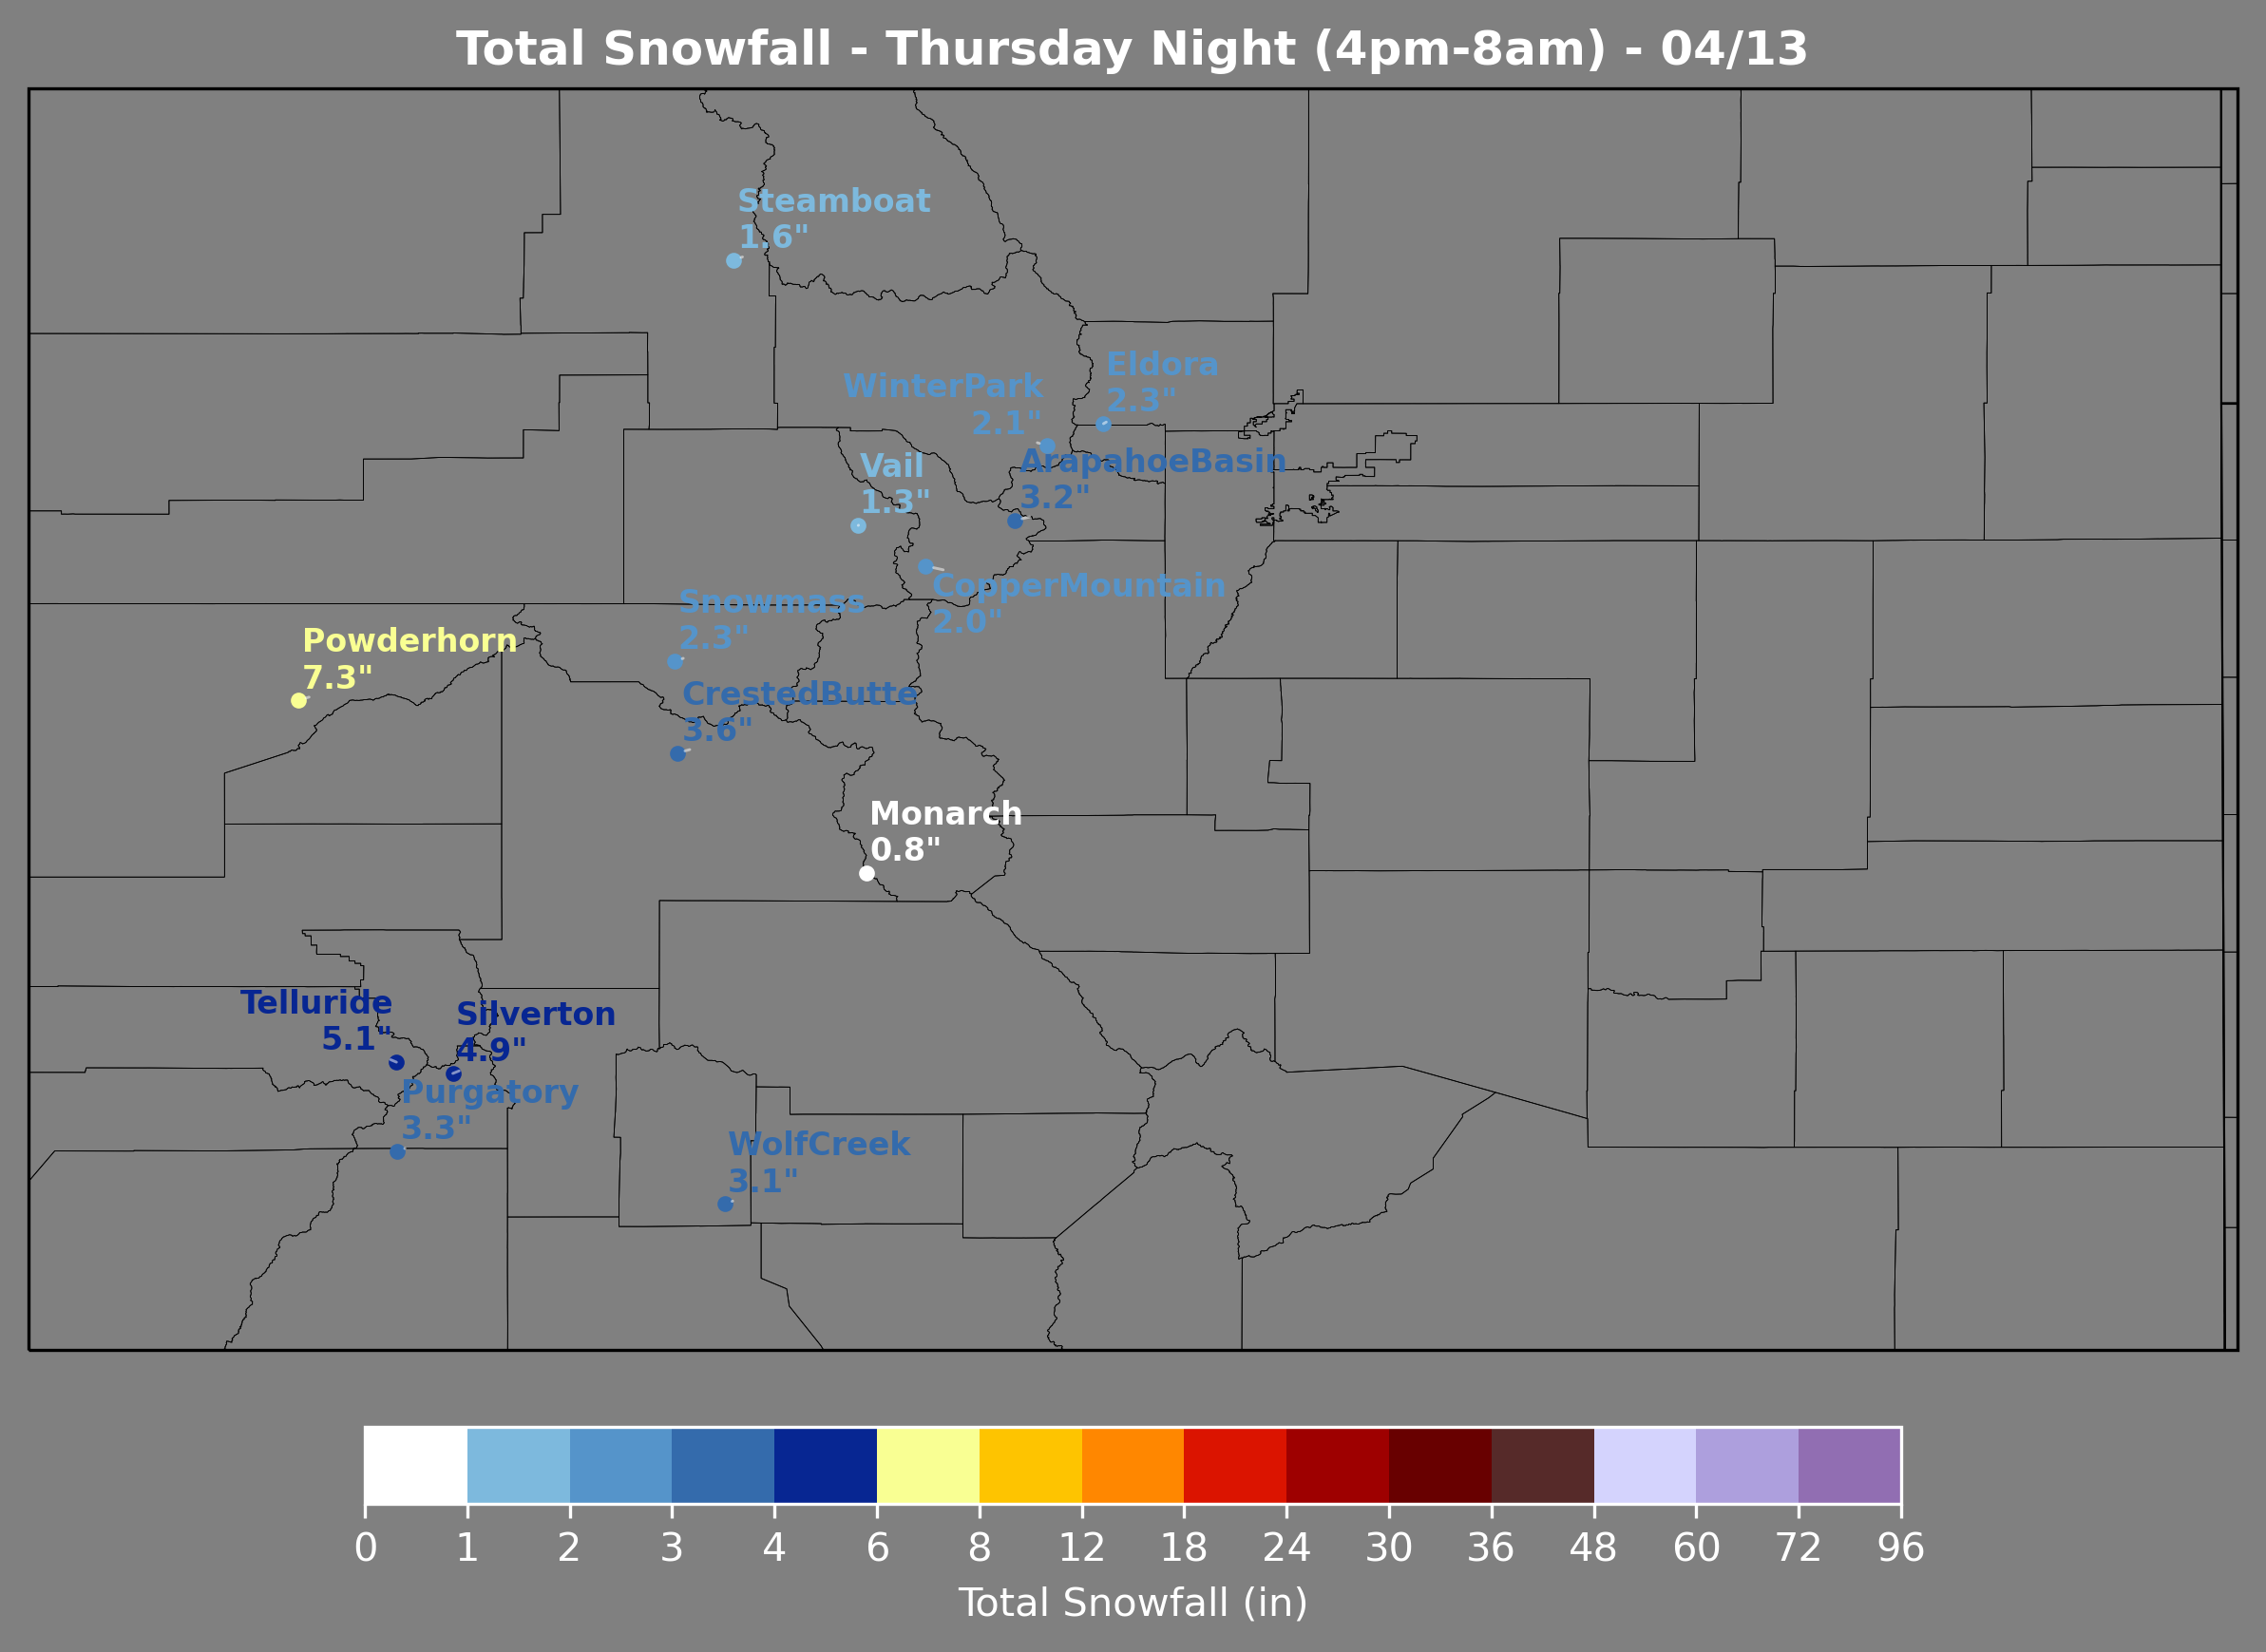 Total Snowfall - Thursday Night (4pm-8am) - 04/13
Steamboat
1.6"
Eldora
2.3"
WinterPark
2.1"
ArapahoeBasin
3.2"
Vail
1.3"
CopperMountain
2.0"
Snowmass
2.3"
Powderhorn
7.3"
CrestedButte
3.6"
Monarch
0.8"
Telluride
5.1"
Silverton
4.9"
Purgatory
3.3"
WolfCreek
3.1"
0 1 2 3 4 6 8 12 18 24 30 36 48 60 72 96
Total Snowfall (in)